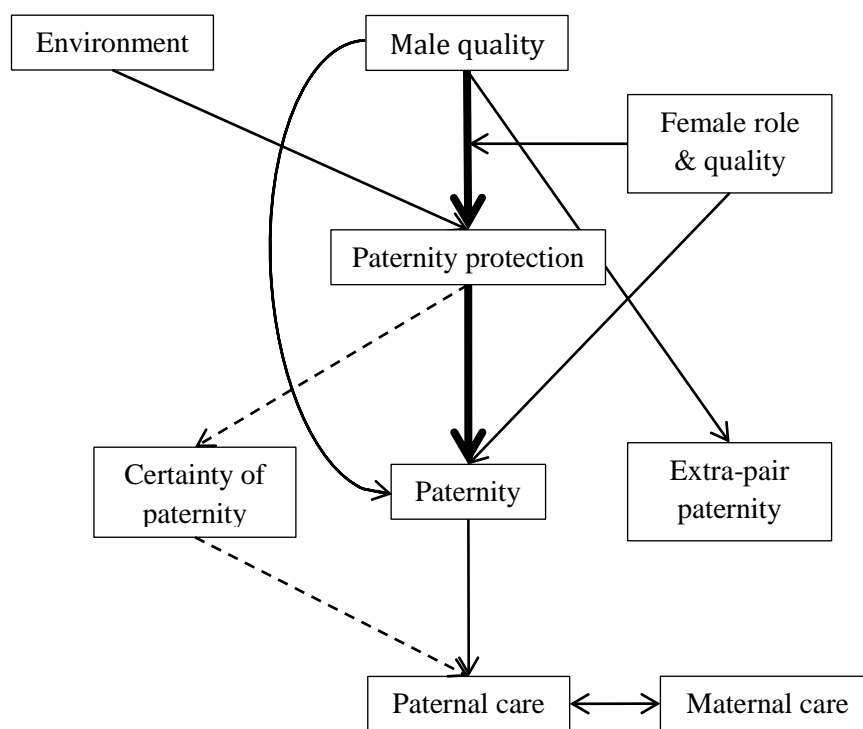 Environment
Male quality
Female role
& quality
Paternity protection
Certainty of
paternity
Paternity
Extra-pair
paternity
Paternal care
Maternal care